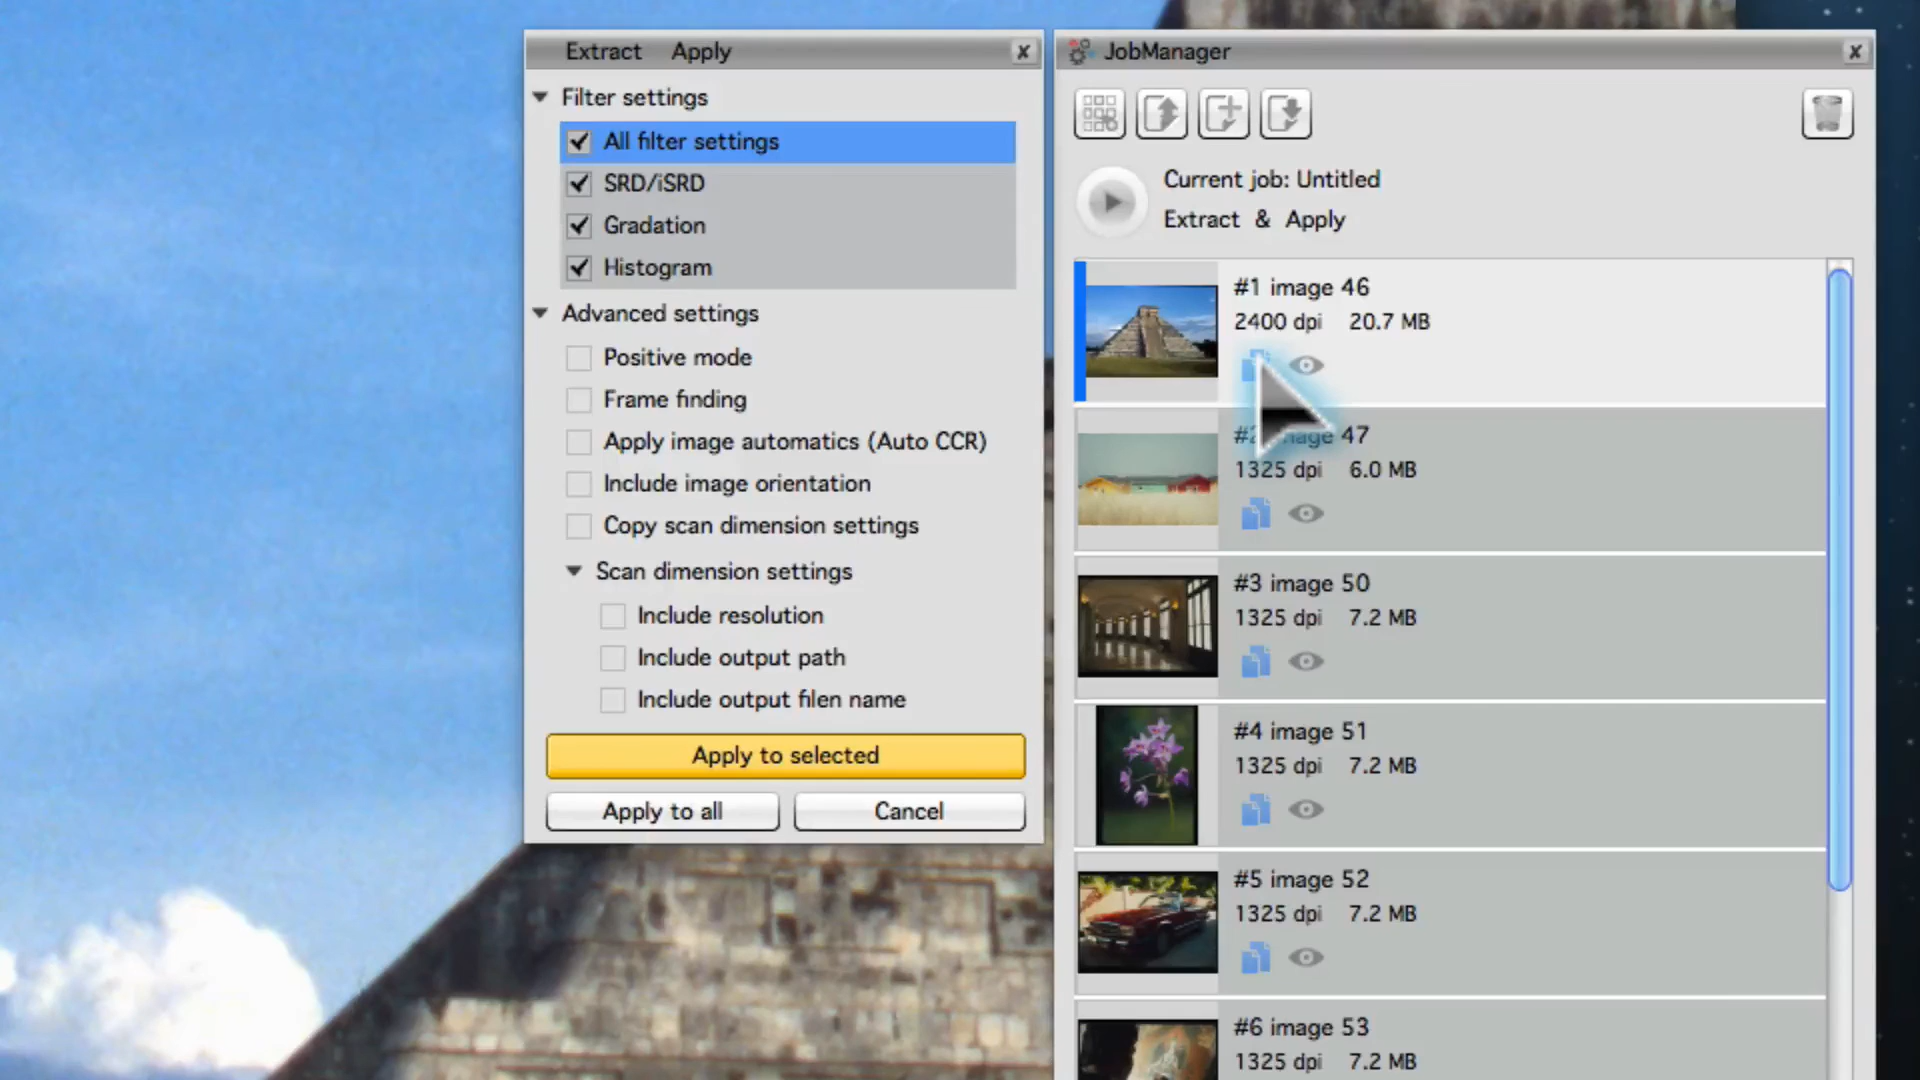 Extract Apply
Filter settings
All filter settings
SRD/iSRD
Gradation
Histogram
Advanced settings
Positive mode
Frame finding
Apply image automatics (Auto CCR)
Include image orientation
Copy scan dimension settings
Scan dimension settings
Include resolution
Include output path
Include output filen name
Apply to selected
Apply to all
Cancel
JobManager
Current job: Untitled
Extract & Apply
#1 image 46
2400 dpi 20.7 MB
#2 image 47
1325 dpi 6.0 MB
#3 image 50
1325 dpi 7.2 MB
#4 image 51
1325 dpi 7.2 MB
#5 image 52
1325 dpi 7.2 MB
#6 image 53
1325 dpi 7.2 MB